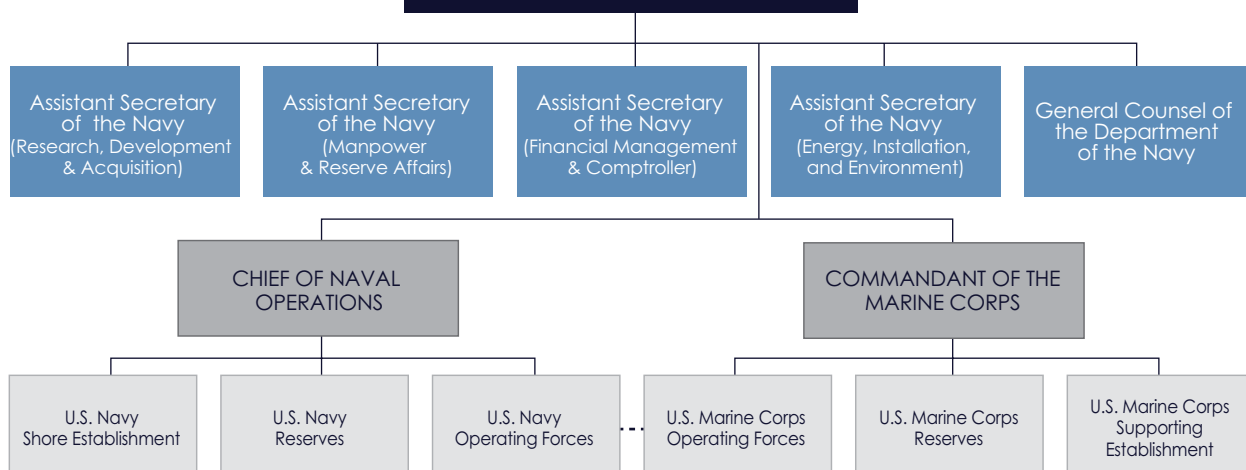 Assistant Secretary
of the Navy
(Research, Development
& Acquisition)
Assistant Secretary
of the Navy
(Manpower
& Reserve Affairs)
Assistant Secretary
of the Navy
(Financial Management
& Comptroller)
Assistant Secretary
of the Navy
(Energy, Installation,
and Environment)
General Counsel of
the Department
of the Navy
CHIEF OF NAVAL
OPERATIONS
COMMANDANT OF THE
MARINE CORPS
U.S. Navy
Shore Establishment
U.S. Navy
Reserves
U.S. Navy
Operating Forces
U.S. Marine Corps
Operating Forces
U.S. Marine Corps
Reserves
U.S. Marine Corps
Supporting
Establishment